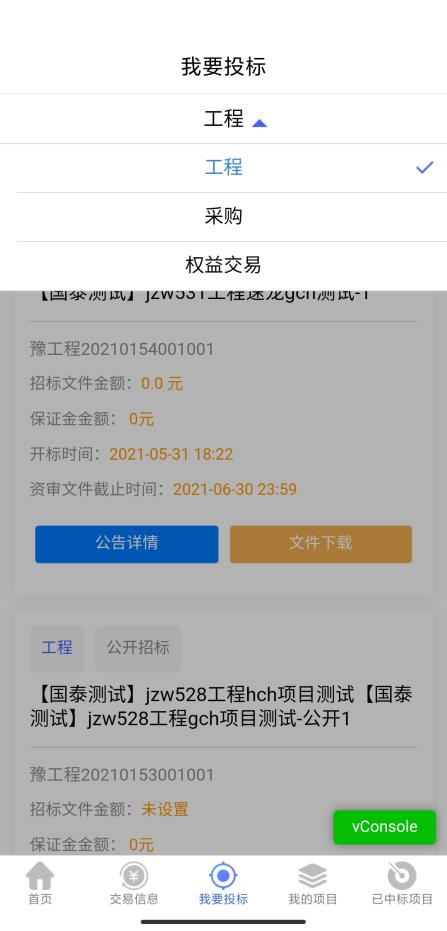 我要投标
工程
工程
采购
权益交易
【国泰测试】jzw531工程速龙gch测试-1
豫工程20210154001001
招标文件金额：0.0 元
保证金金额： 0元
开标时间：2021-05-31 18:22
资审文件截止时间：2021-06-30 23:59
公告详情 文件下载
工程 公开招标
【国泰测试】jzw528工程hch项目测试【国泰
测试】jzw528工程gch项目测试-公开1
豫工程20210153001001
招标文件金额：未设置
vConsole
保证金金额： 0元
首页 交易信息 我要投标 我的项目 已中标项目